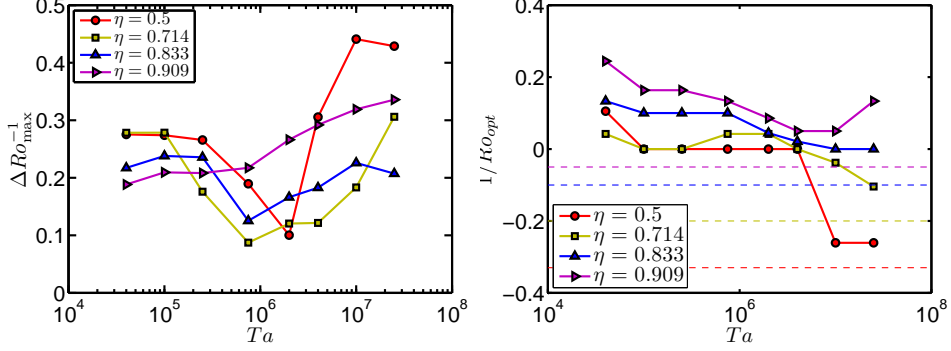 0.5
0.4
0.3
0.2
0.1
0
ΔRo⁻¹max
η = 0.5
η = 0.714
η = 0.833
η = 0.909
10⁴ 10⁵ 10⁶ 10⁷ 10⁸
Ta
0.4
0.2
0
−0.2
−0.4
1/Roopt
η = 0.5
η = 0.714
η = 0.833
η = 0.909
10⁴ 10⁶ 10⁸
Ta